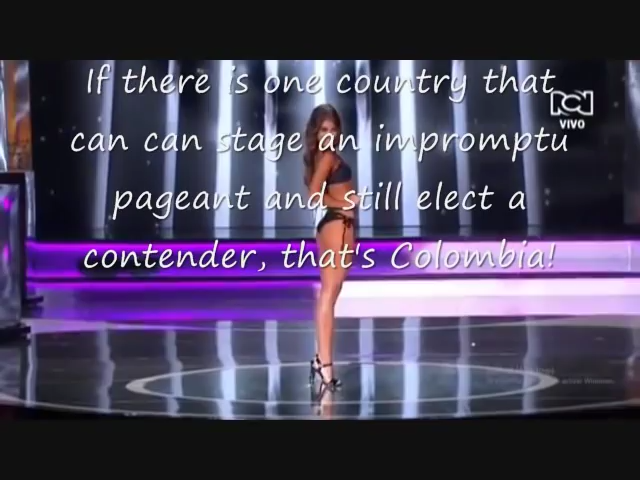 If there is one country that
can can stage an impromptu
pageant and still elect a
contender, that's Colombia!
RCN
VIVO